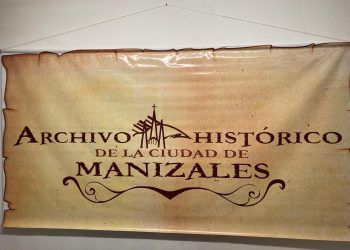 ARCHIVO HISTÓRICO
DE LA CIUDAD DE
MANIZALES